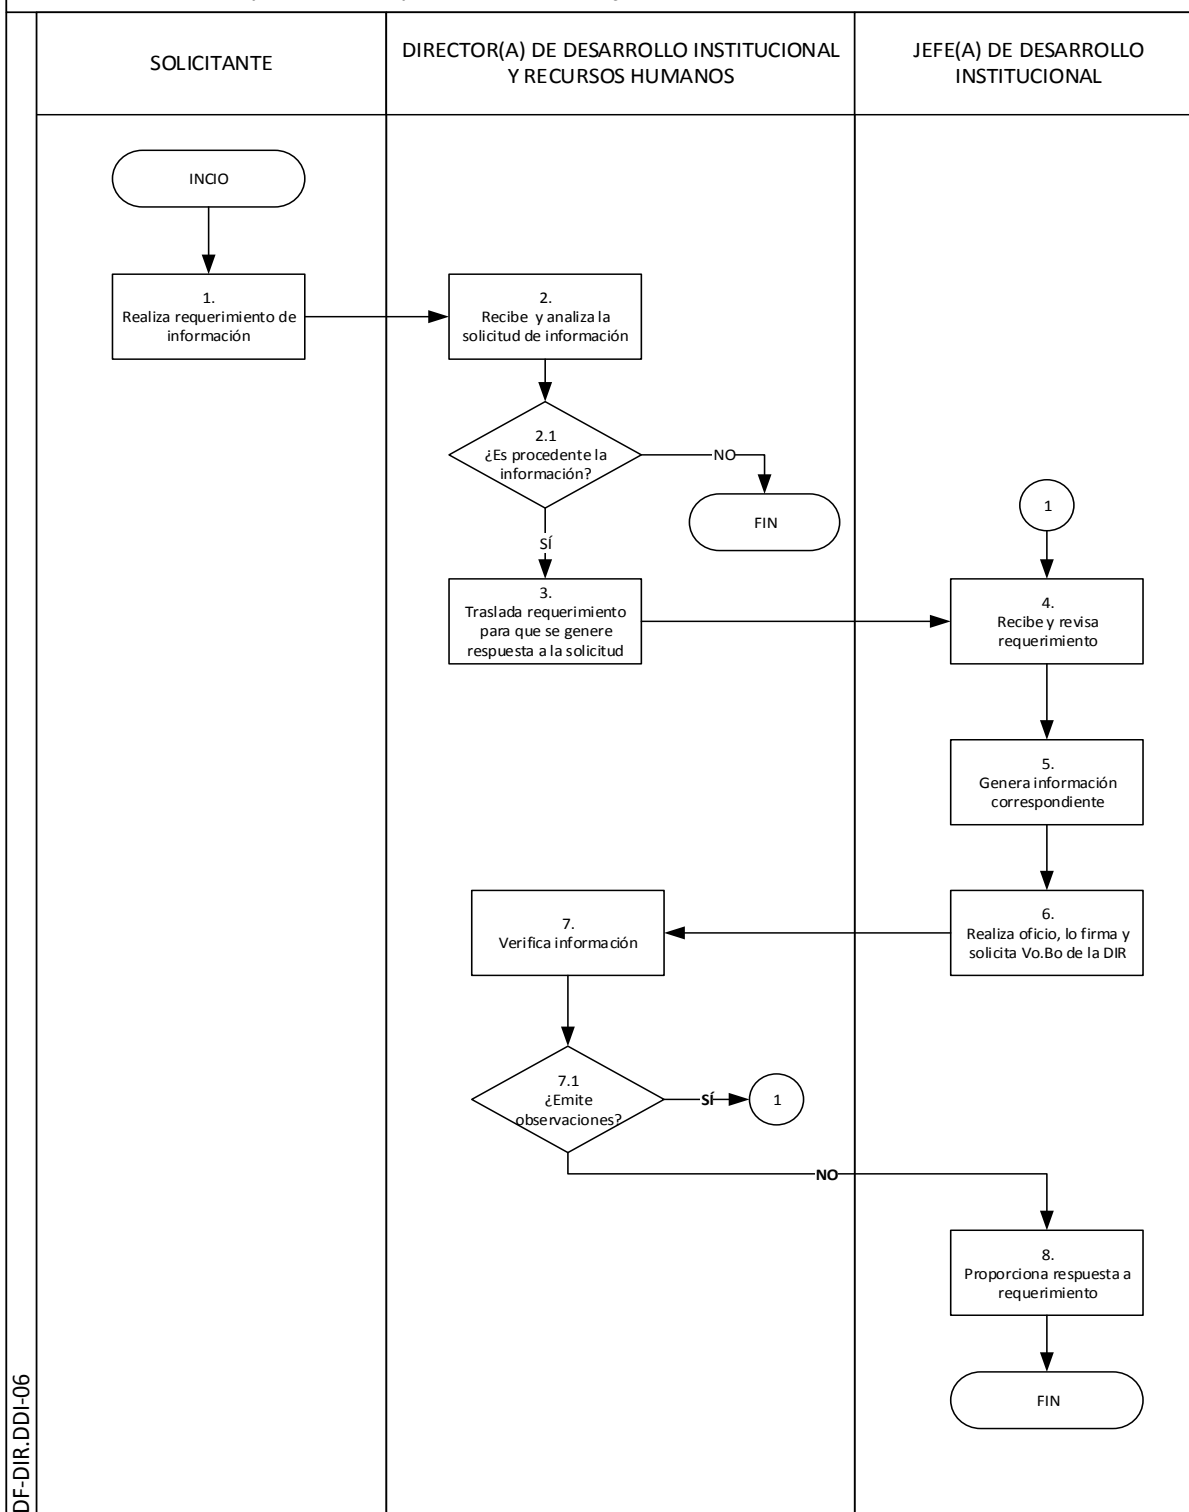 SOLICITANTE
DIRECTOR(A) DE DESARROLLO INSTITUCIONAL
Y RECURSOS HUMANOS
JEFE(A) DE DESARROLLO
INSTITUCIONAL
INCIO
1.
Realiza requerimiento de
información
2.
Recibe y analiza la
solicitud de información
2.1
¿Es procedente la
información?
NO
FIN
SÍ
3.
Traslada requerimiento
para que se genere
respuesta a la solicitud
1
4.
Recibe y revisa
requerimiento
5.
Genera información
correspondiente
6.
Realiza oficio, lo firma y
solicita Vo.Bo de la DIR
7.
Verifica información
7.1
¿Emite
observaciones?
SÍ
1
NO
8.
Proporciona respuesta a
requerimiento
FIN
DF-DIR.DDI-06